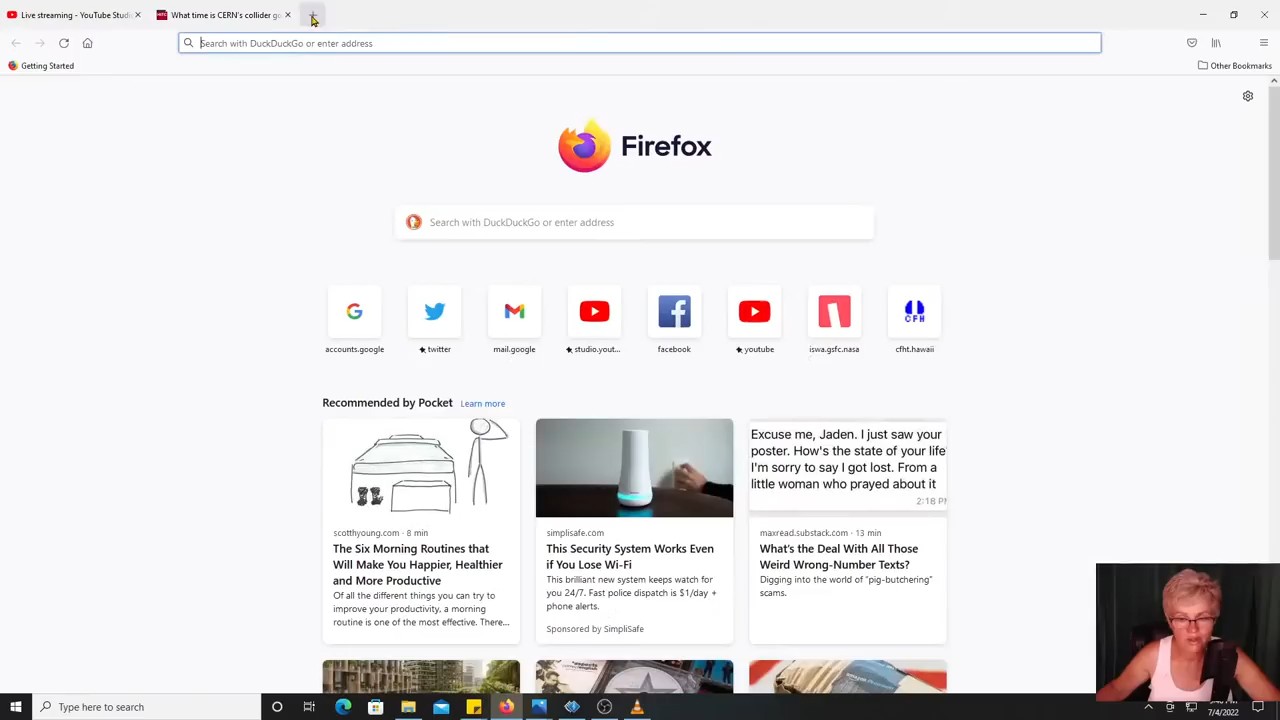 Live streaming - YouTube Studi
What time is CERN's collider go
Search with DuckDuckGo or enter address
Getting Started
Other Bookmarks
Firefox
Search with DuckDuckGo or enter address
G
CFH
accounts.google
twitter
mail.google
studio.yout...
facebook
youtube
iswa.gsfc.nasa
cfht.hawaii
Recommended by Pocket Learn more
Excuse me, Jaden. I just saw your
poster. How's the state of your life
I'm sorry to say I got lost. From a
little woman who prayed about it
2:18 PM
scotthyoung.com · 8 min
The Six Morning Routines that
Will Make You Happier, Healthier
and More Productive
Of all the different things you can try to
improve your productivity, a morning
routine is one of the most effective. There...
simplisafe.com
This Security System Works Even
if You Lose Wi-Fi
This brilliant new system keeps watch for
you 24/7. Fast police dispatch is $1/day +
phone alerts.
Sponsored by SimpliSafe
maxread.substack.com · 13 min
What's the Deal With All Those
Weird Wrong-Number Texts?
Digging into the world of "pig-butchering"
scams.
Type here to search
7/4/2022